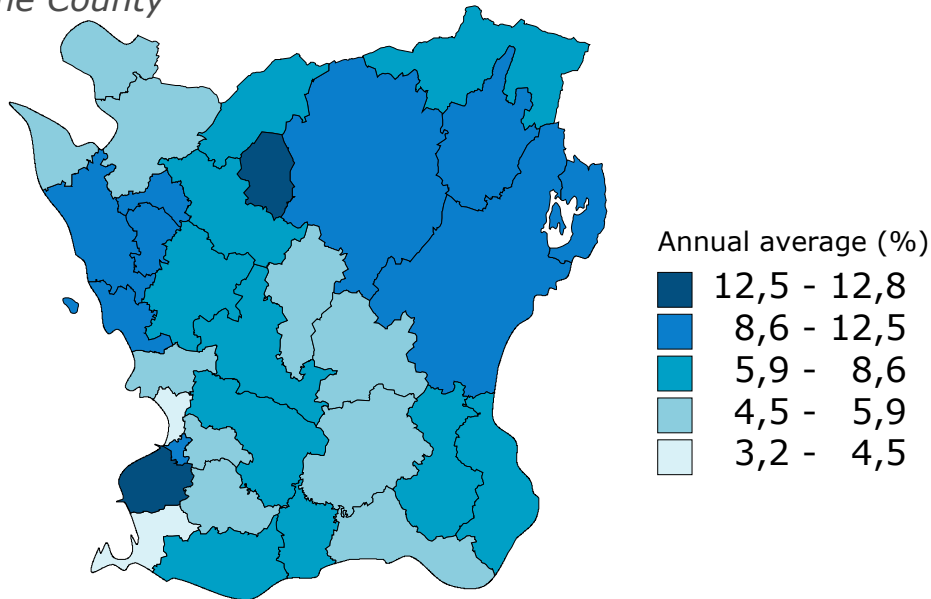 County
Annual average (%)
12,5 - 12,8
8,6 - 12,5
5,9 - 8,6
4,5 - 5,9
3,2 - 4,5